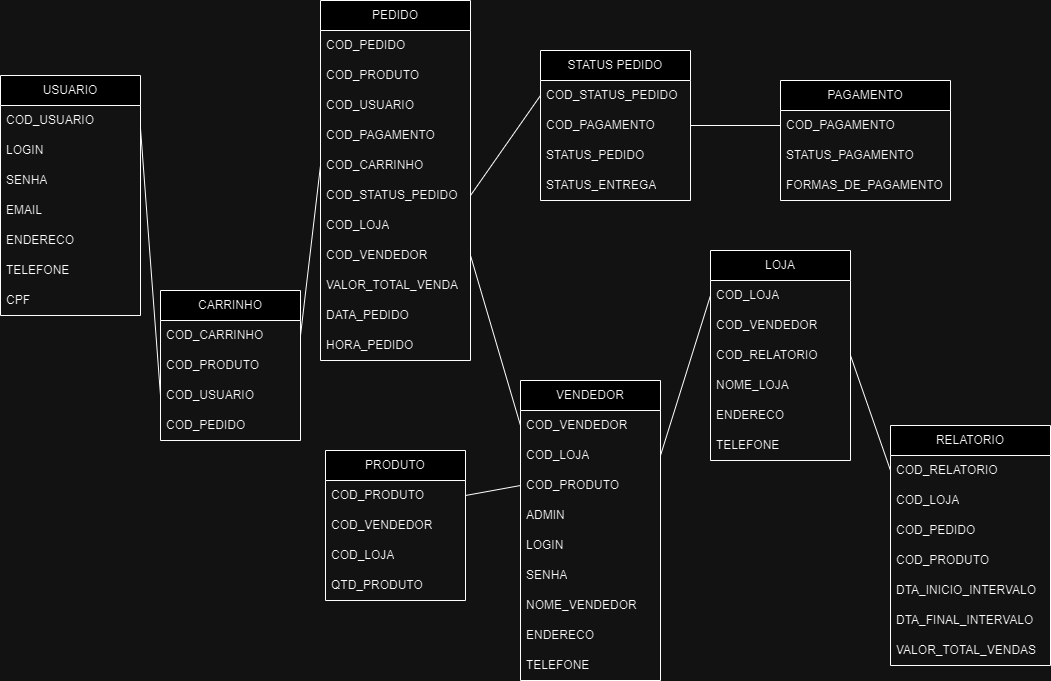 USUARIO
COD_USUARIO
LOGIN
SENHA
EMAIL
ENDERECO
TELEFONE
CPF
CARRINHO
COD_CARRINHO
COD_PRODUTO
COD_USUARIO
COD_PEDIDO
PEDIDO
COD_PEDIDO
COD_PRODUTO
COD_USUARIO
COD_PAGAMENTO
COD_CARRINHO
COD_STATUS_PEDIDO
COD_LOJA
COD_VENDEDOR
VALOR_TOTAL_VENDA
DATA_PEDIDO
HORA_PEDIDO
PRODUTO
COD_PRODUTO
COD_VENDEDOR
COD_LOJA
QTD_PRODUTO
STATUS PEDIDO
COD_STATUS_PEDIDO
COD_PAGAMENTO
STATUS_PEDIDO
STATUS_ENTREGA
VENDEDOR
COD_VENDEDOR
COD_LOJA
COD_PRODUTO
ADMIN
LOGIN
SENHA
NOME_VENDEDOR
ENDERECO
TELEFONE
PAGAMENTO
COD_PAGAMENTO
STATUS_PAGAMENTO
FORMAS_DE_PAGAMENTO
LOJA
COD_LOJA
COD_VENDEDOR
COD_RELATORIO
NOME_LOJA
ENDERECO
TELEFONE
RELATORIO
COD_RELATORIO
COD_LOJA
COD_PEDIDO
COD_PRODUTO
DTA_INICIO_INTERVALO
DTA_FINAL_INTERVALO
VALOR_TOTAL_VENDAS